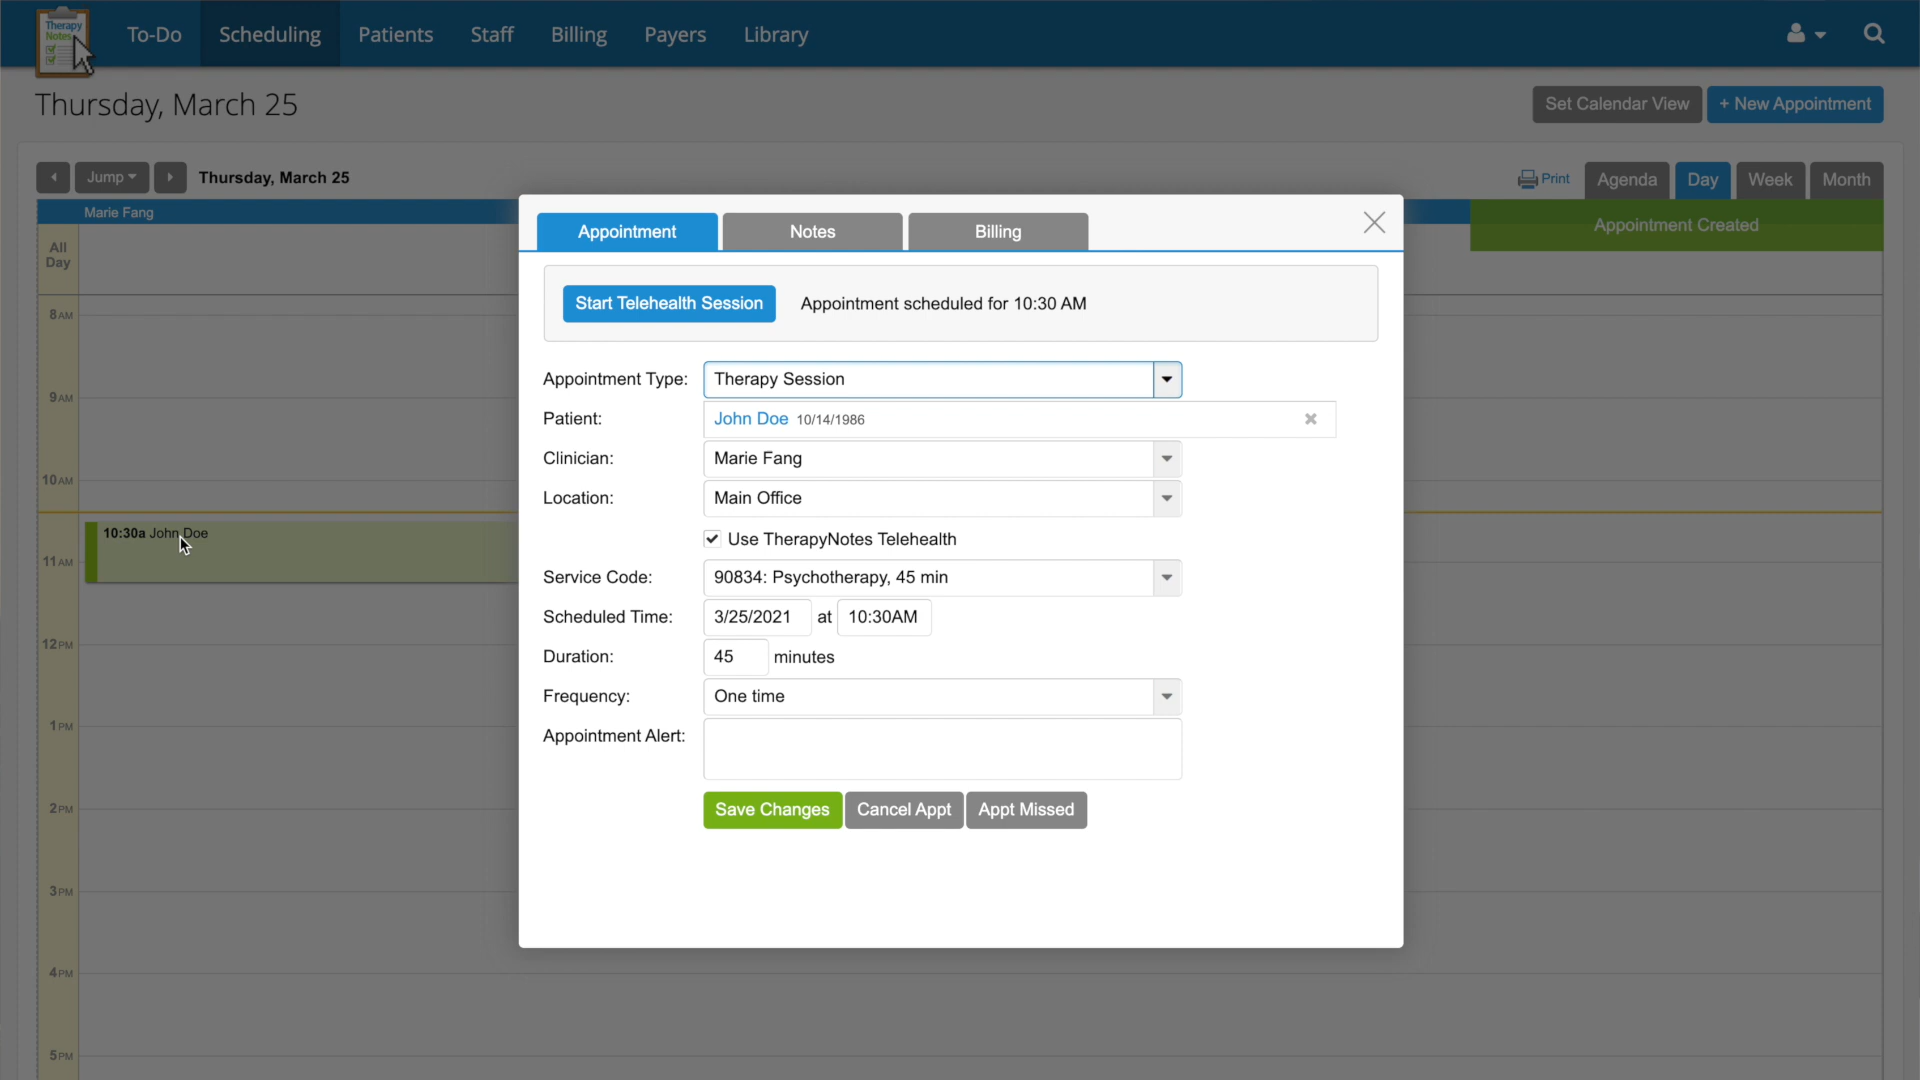 Therapy
Notes
To-Do
Scheduling
Patients
Staff
Billing
Payers
Library
Thursday, March 25
Set Calendar View
+ New Appointment
Jump
Thursday, March 25
Print
Agenda
Day
Week
Month
Marie Fang
Appointment Created
All
Day
8AM
9AM
10AM
10:30a John Doe
11AM
12PM
1PM
2PM
3PM
4PM
5PM
Appointment
Notes
Billing
Start Telehealth Session
Appointment scheduled for 10:30 AM
Appointment Type: Therapy Session
Patient: John Doe 10/14/1986
Clinician: Marie Fang
Location: Main Office
Use TherapyNotes Telehealth
Service Code: 90834: Psychotherapy, 45 min
Scheduled Time: 3/25/2021 at 10:30AM
Duration: 45 minutes
Frequency: One time
Appointment Alert:
Save Changes
Cancel Appt
Appt Missed